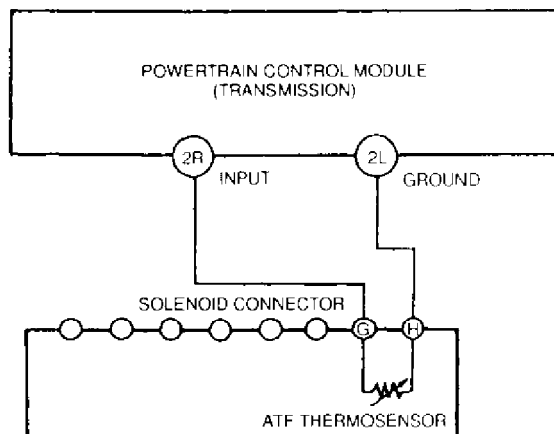 POWERTRAIN CONTROL MODULE
(TRANSMISSION)
2R
2L
INPUT
GROUND
SOLENOID CONNECTOR
G
H
ATF THERMOSENSOR